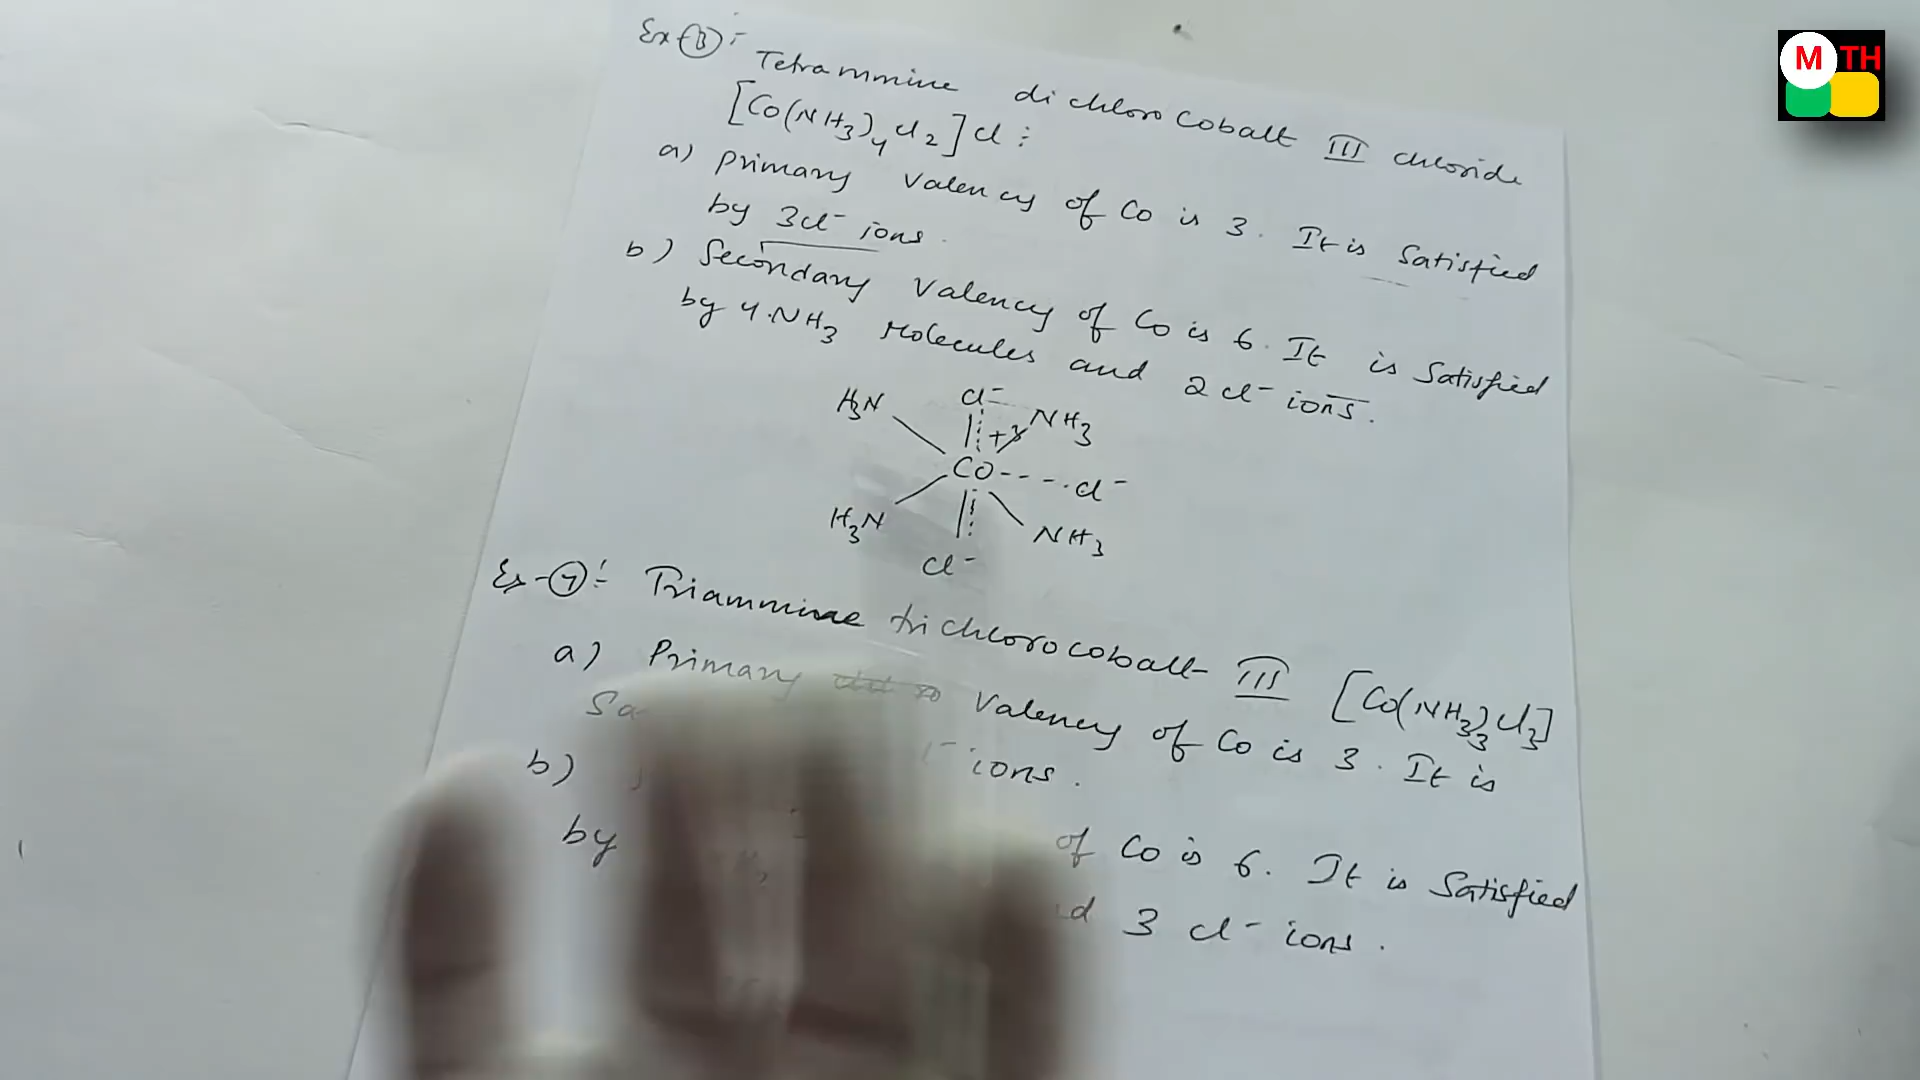 Ex-③:-
Tetrammine dichloro Cobalt III chloride
[Co(NH3)4Cl2]Cl:
a) Primary Valency of Co is 3. It is Satisfied
by 3Cl- ions.
b) Secondary Valency of Co is 6. It is Satisfied
by 4.NH3 Molecules and 2Cl- ions.
H3N Cl- NH3
+3
CO Cl-
H3N NH3
Cl-
Ex-④:- Triammine trichlorocobalt III [Co(NH3)3Cl3]
a) Primary Valency of Co is 3. It is
ions.
b) of Co is 6. It is Satisfied
by 3 Cl- ions.
M TH